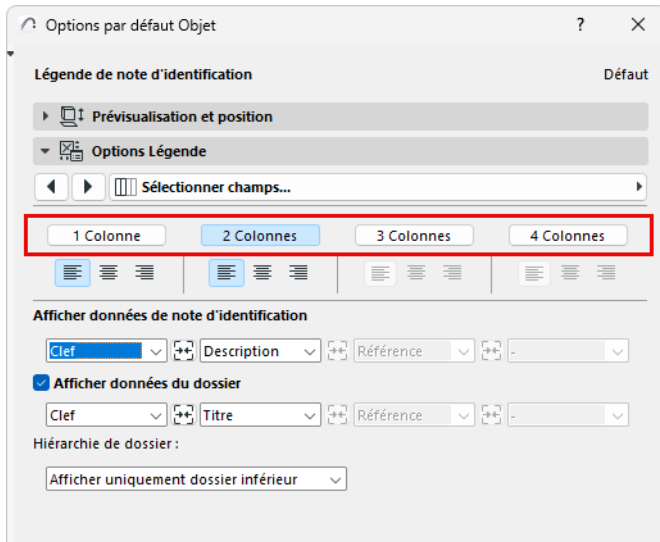 Options par défaut Objet ?
Légende de note d'identification Défaut
Prévisualisation et position
Options Légende
Sélectionner champs...
1 Colonne 2 Colonnes 3 Colonnes 4 Colonnes
Afficher données de note d'identification
Clef Description Référence -
Afficher données du dossier
Clef Titre Référence -
Hiérarchie de dossier :
Afficher uniquement dossier inférieur